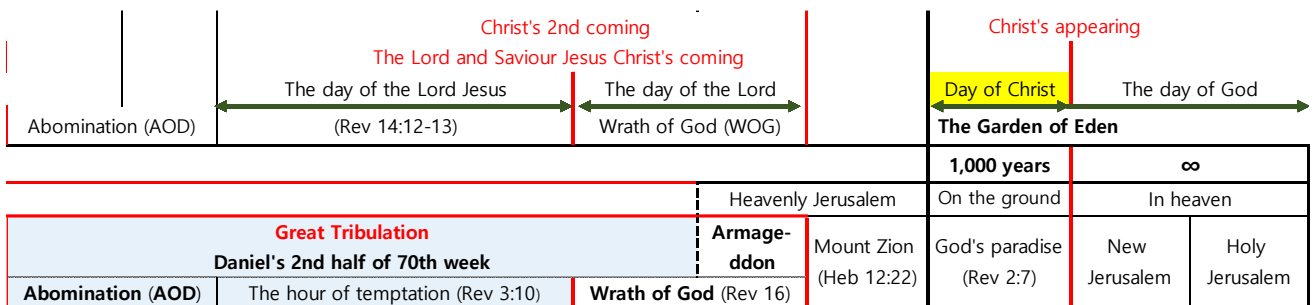 Christ's 2nd coming
Christ's appearing
The Lord and Saviour Jesus Christ's coming
The day of the Lord Jesus
The day of the Lord
Day of Christ
The day of God
Abomination (AOD)
(Rev 14:12-13)
Wrath of God (WOG)
The Garden of Eden
1,000 years
∞
Heavenly Jerusalem
On the ground
In heaven
Great Tribulation
Daniel's 2nd half of 70th week
Armage-
ddon
Mount Zion
(Heb 12:22)
God's paradise
(Rev 2:7)
New
Jerusalem
Holy
Jerusalem
Abomination (AOD)
The hour of temptation (Rev 3:10)
Wrath of God (Rev 16)